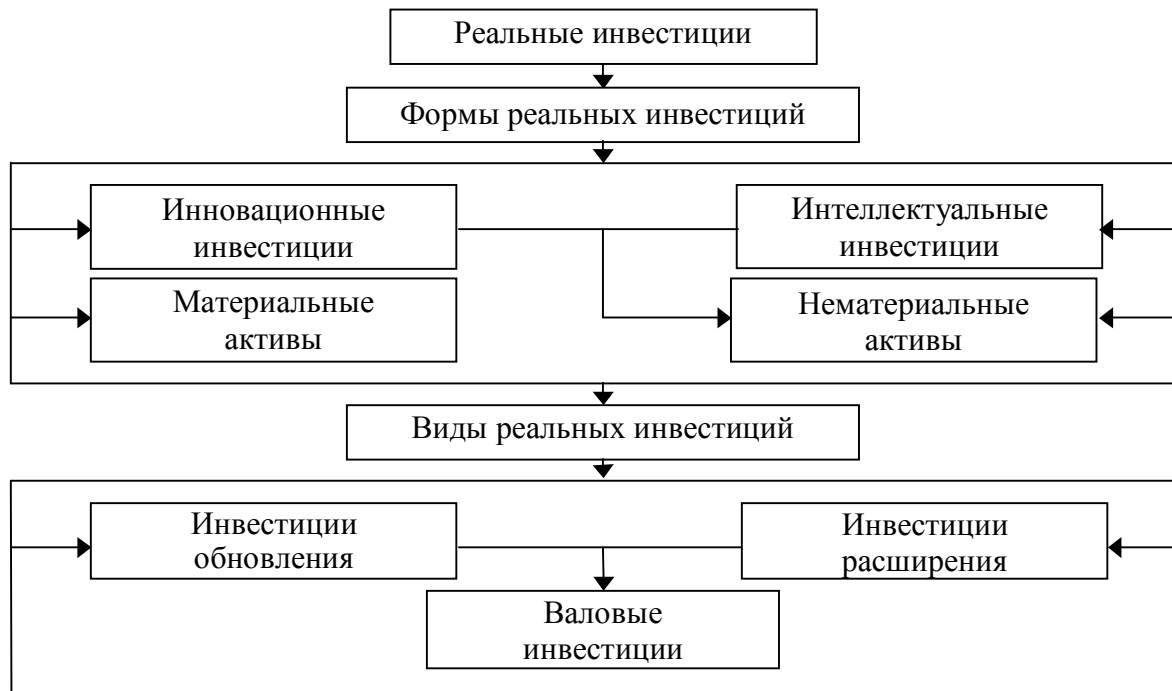 Реальные инвестиции
Формы реальных инвестиций
Инновационные
инвестиции
Интеллектуальные
инвестиции
Материальные
активы
Нематериальные
активы
Виды реальных инвестиций
Инвестиции
обновления
Инвестиции
расширения
Валовые
инвестиции